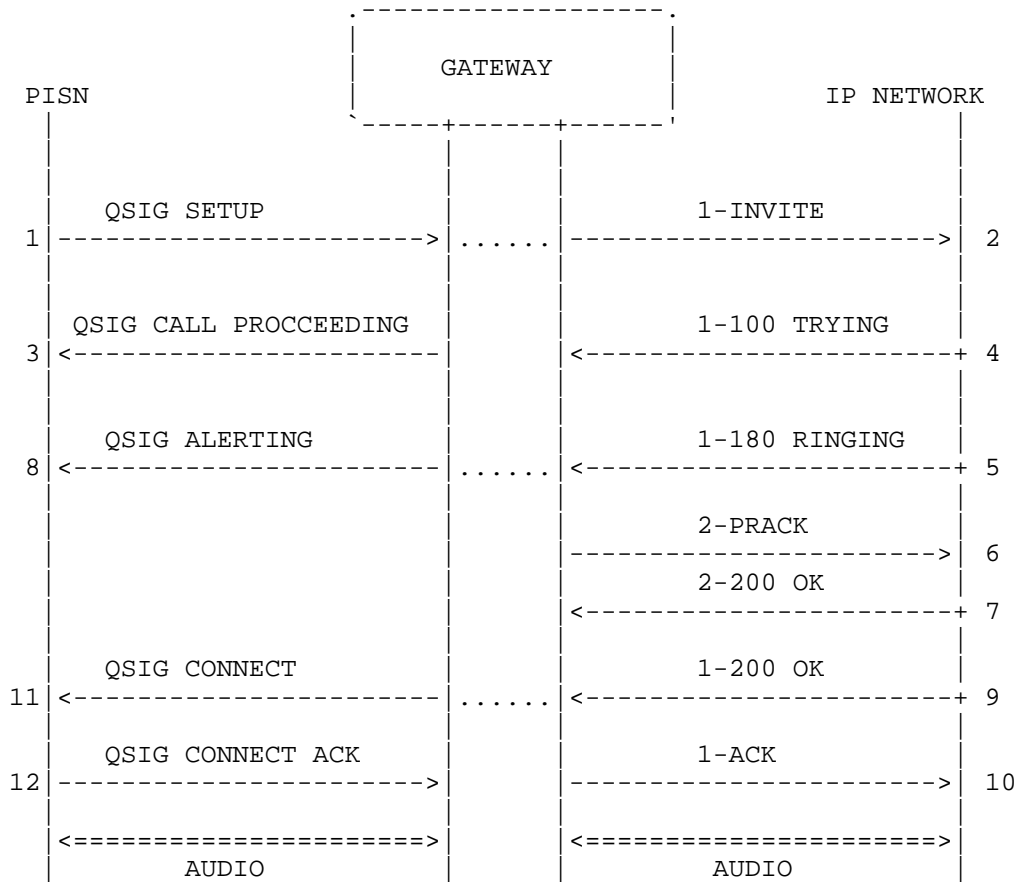 GATEWAY
PISN IP NETWORK
QSIG SETUP 1-INVITE
1 2
QSIG CALL PROCCEEDING 1-100 TRYING
3 4
QSIG ALERTING 1-180 RINGING
8 5
2-PRACK
6
2-200 OK
7
QSIG CONNECT 1-200 OK
11 9
QSIG CONNECT ACK 1-ACK
12 10
AUDIO AUDIO